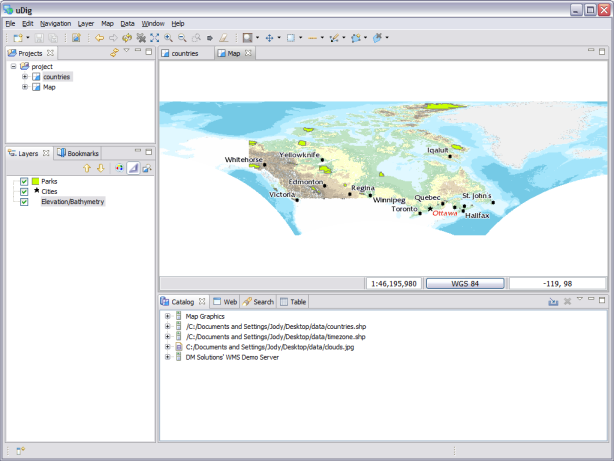 uDig
File Edit Navigation Layer Map Data Window Help
Projects
project
countries
Map
Layers
Bookmarks
Parks
Cities
Elevation/Bathymetry
countries
Map
Iqaluit
Yellowknife
Whitehorse
Edmonton
Regina
Victoria
Winnipeg
Quebec
St. John's
Toronto
Ottawa
Halifax
1:46,195,980
WGS 84
-119, 98
Catalog
Web
Search
Table
Map Graphics
/C:/Documents and Settings/Jody/Desktop/data/countries.shp
/C:/Documents and Settings/Jody/Desktop/data/timezone.shp
C:/Documents and Settings/Jody/Desktop/data/clouds.jpg
DM Solutions' WMS Demo Server